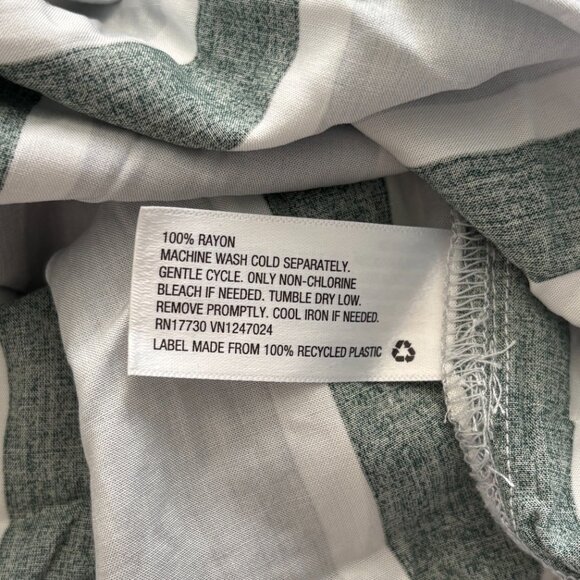 100% RAYON
MACHINE WASH COLD SEPARATELY.
GENTLE CYCLE. ONLY NON-CHLORINE
BLEACH IF NEEDED. TUMBLE DRY LOW.
REMOVE PROMPTLY. COOL IRON IF NEEDED.
RN17730 VN1247024
LABEL MADE FROM 100% RECYCLED PLASTIC